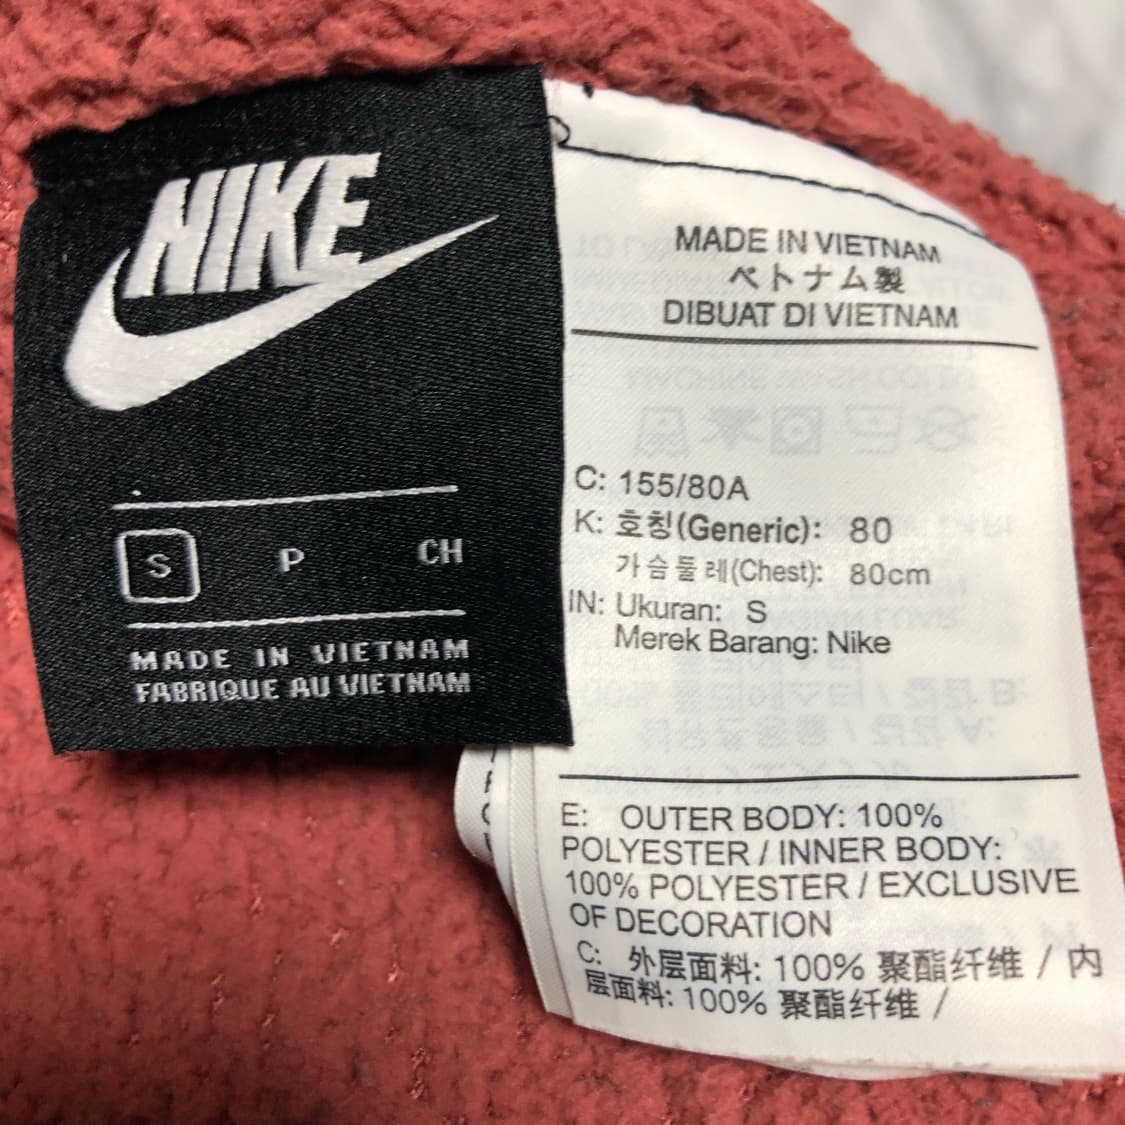 NIKE
S P CH
MADE IN VIETNAM
FABRIQUE AU VIETNAM
MADE IN VIETNAM
ベトナム製
DIBUAT DI VIETNAM
C: 155/80A
K: 호칭(Generic): 80
가슴둘레(Chest): 80cm
IN: Ukuran: S
Merek Barang: Nike
E: OUTER BODY: 100%
POLYESTER / INNER BODY:
100% POLYESTER / EXCLUSIVE
OF DECORATION
C: 外层面料: 100% 聚酯纤维 / 内
层面料: 100% 聚酯纤维 /